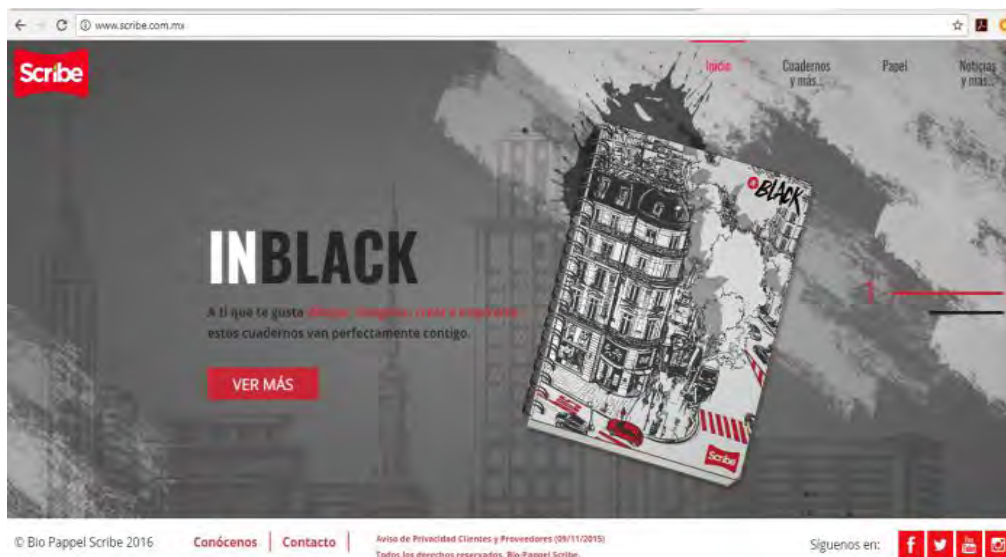 www.scribe.com.mx
Scribe
Inicio
Cuadernos
y más...
Papel
Noticias
y más...
BLACK
INBLACK
A ti que te gusta
estos cuadernos van perfectamente contigo.
VER MÁS
1
Scribe
© Bio Pappel Scribe 2016
Conócenos
Contacto
Aviso de Privacidad Clientes y Proveedores (09/11/2015)
Todos los derechos reservados. Bio-Pappel Scribe.
Síguenos en: